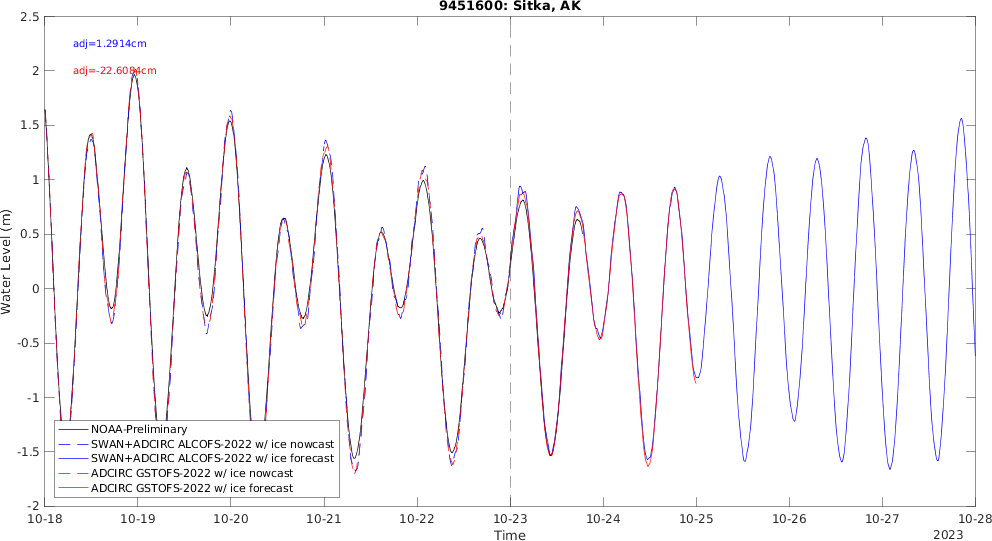 9451600: Sitka, AK
adj=1.2914cm
adj=-22.6084cm
Water Level (m)
2.5
2
1.5
1
0.5
0
-0.5
-1
-1.5
-2
NOAA-Preliminary
SWAN+ADCIRC ALCOFS-2022 w/ ice nowcast
SWAN+ADCIRC ALCOFS-2022 w/ ice forecast
ADCIRC GSTOFS-2022 w/ ice nowcast
ADCIRC GSTOFS-2022 w/ ice forecast
10-18 10-19 10-20 10-21 10-22 10-23 10-24 10-25 10-26 10-27 10-28
Time
2023